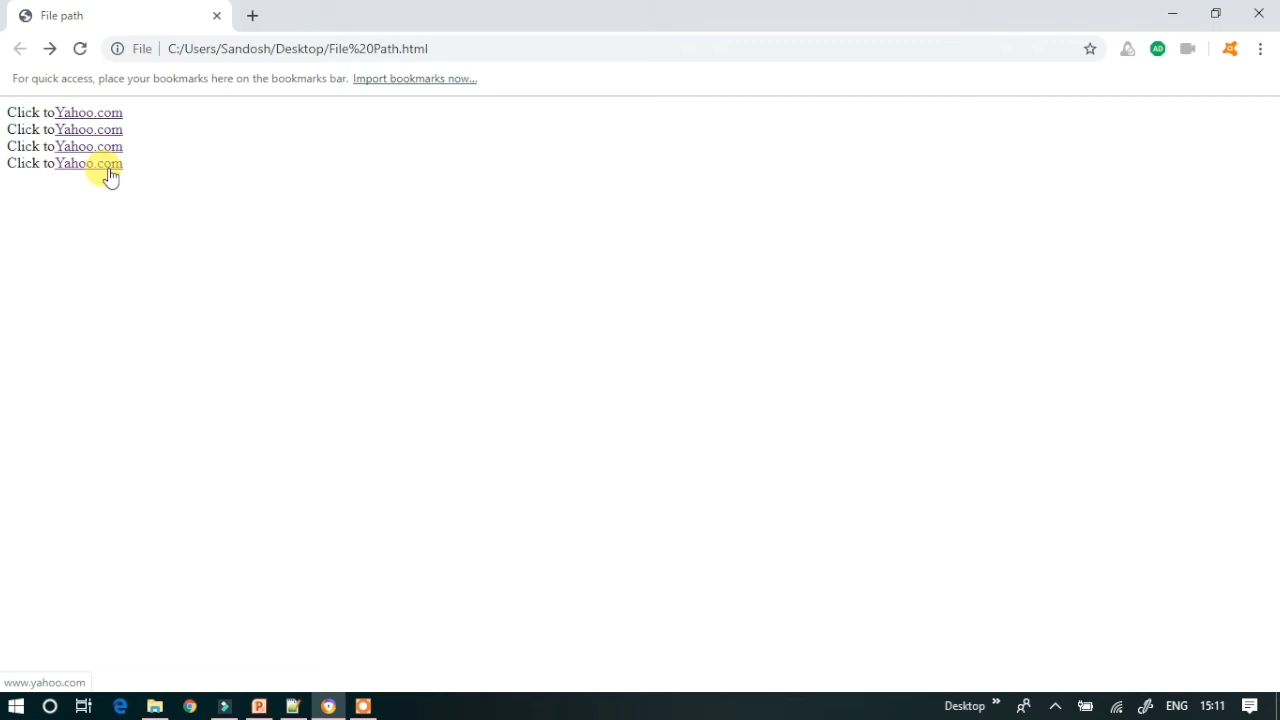 File path
File C:/Users/Sandosh/Desktop/File%20Path.html
AD
For quick access, place your bookmarks here on the bookmarks bar. Import bookmarks now...
Click toYahoo.com
Click toYahoo.com
Click toYahoo.com
Click toYahoo.com
www.yahoo.com
Desktop » ENG 15:11